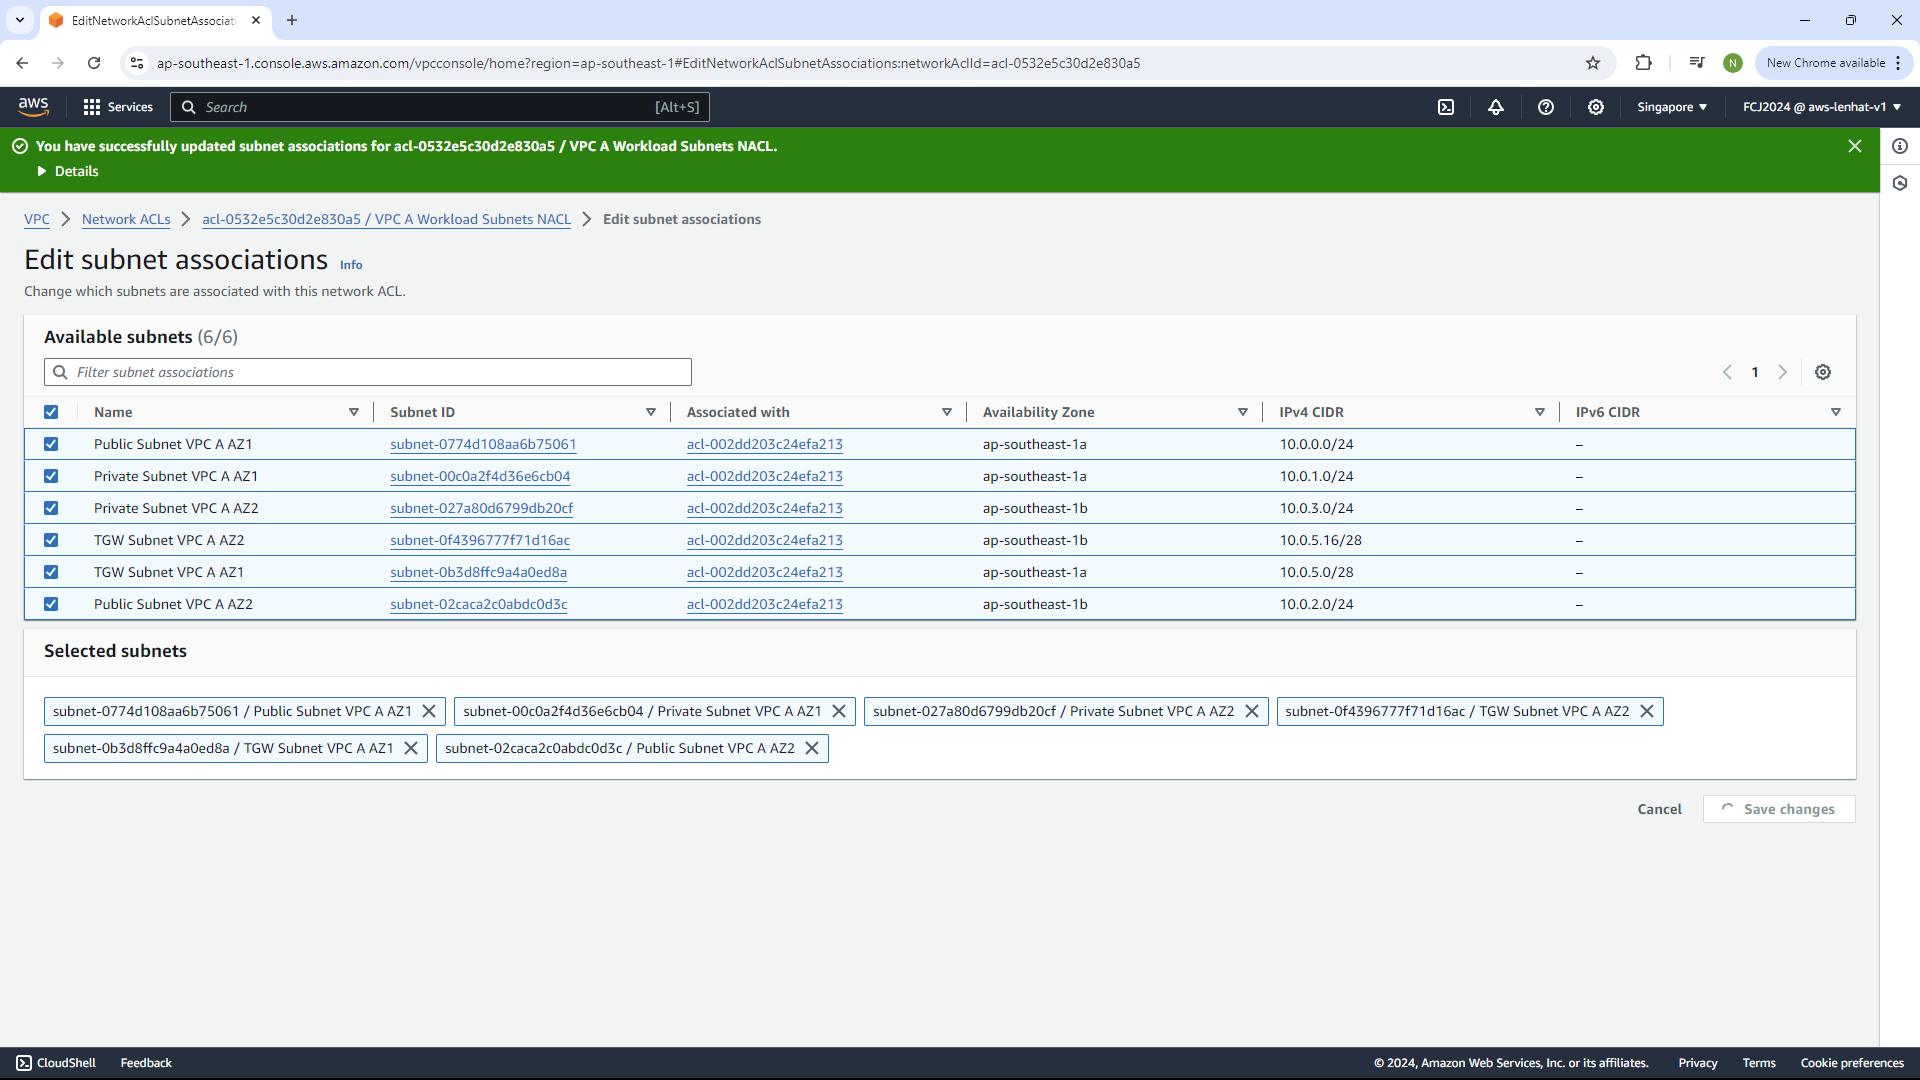 EditNetworkAclSubnetAssociati
ap-southeast-1.console.aws.amazon.com/vpcconsole/home?region=ap-southeast-1#EditNetworkAclSubnetAssociations:networkAclId=acl-0532e5c30d2e830a5
N
New Chrome available
aws
Services
Search
[Alt+S]
Singapore
FCJ2024 @ aws-lenhat-v1
You have successfully updated subnet associations for acl-0532e5c30d2e830a5 / VPC A Workload Subnets NACL.
Details
VPC > Network ACLs > acl-0532e5c30d2e830a5 / VPC A Workload Subnets NACL > Edit subnet associations
Edit subnet associations Info
Change which subnets are associated with this network ACL.
Available subnets (6/6)
Filter subnet associations
1
Name Subnet ID Associated with Availability Zone IPv4 CIDR IPv6 CIDR
Public Subnet VPC A AZ1 subnet-0774d108aa6b75061 acl-002dd203c24efa213 ap-southeast-1a 10.0.0.0/24 –
Private Subnet VPC A AZ1 subnet-00c0a2f4d36e6cb04 acl-002dd203c24efa213 ap-southeast-1a 10.0.1.0/24 –
Private Subnet VPC A AZ2 subnet-027a80d6799db20cf acl-002dd203c24efa213 ap-southeast-1b 10.0.3.0/24 –
TGW Subnet VPC A AZ2 subnet-0f4396777f71d16ac acl-002dd203c24efa213 ap-southeast-1b 10.0.5.16/28 –
TGW Subnet VPC A AZ1 subnet-0b3d8ffc9a4a0ed8a acl-002dd203c24efa213 ap-southeast-1a 10.0.5.0/28 –
Public Subnet VPC A AZ2 subnet-02caca2c0abdc0d3c acl-002dd203c24efa213 ap-southeast-1b 10.0.2.0/24 –
Selected subnets
subnet-0774d108aa6b75061 / Public Subnet VPC A AZ1 subnet-00c0a2f4d36e6cb04 / Private Subnet VPC A AZ1 subnet-027a80d6799db20cf / Private Subnet VPC A AZ2 subnet-0f4396777f71d16ac / TGW Subnet VPC A AZ2
subnet-0b3d8ffc9a4a0ed8a / TGW Subnet VPC A AZ1 subnet-02caca2c0abdc0d3c / Public Subnet VPC A AZ2
Cancel Save changes
CloudShell Feedback © 2024, Amazon Web Services, Inc. or its affiliates. Privacy Terms Cookie preferences